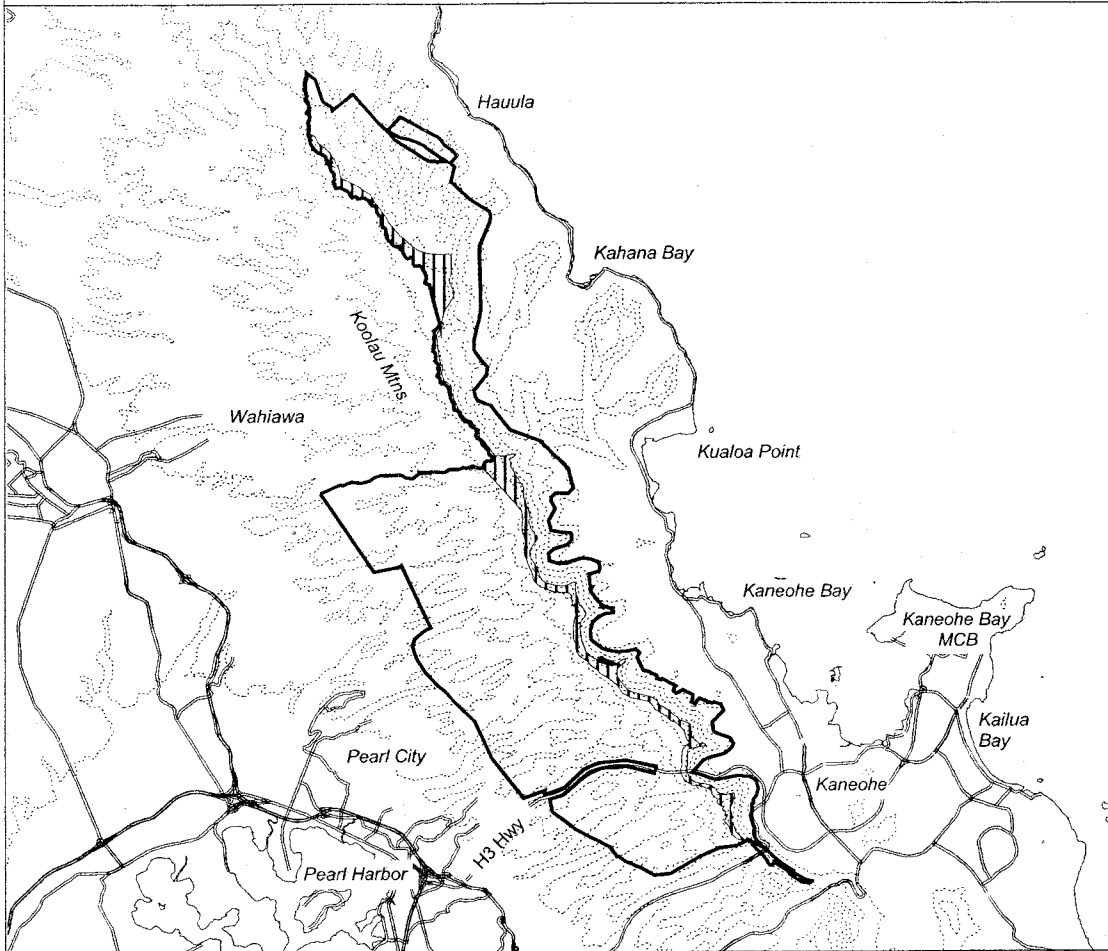 Hauula
Kahana Bay
Koolau Mtns
Wahiawa
Kualoa Point
Kaneohe Bay
Kaneohe Bay
MCB
Kailua
Bay
Pearl City
Kaneohe
H3 Hwy
Pearl Harbor